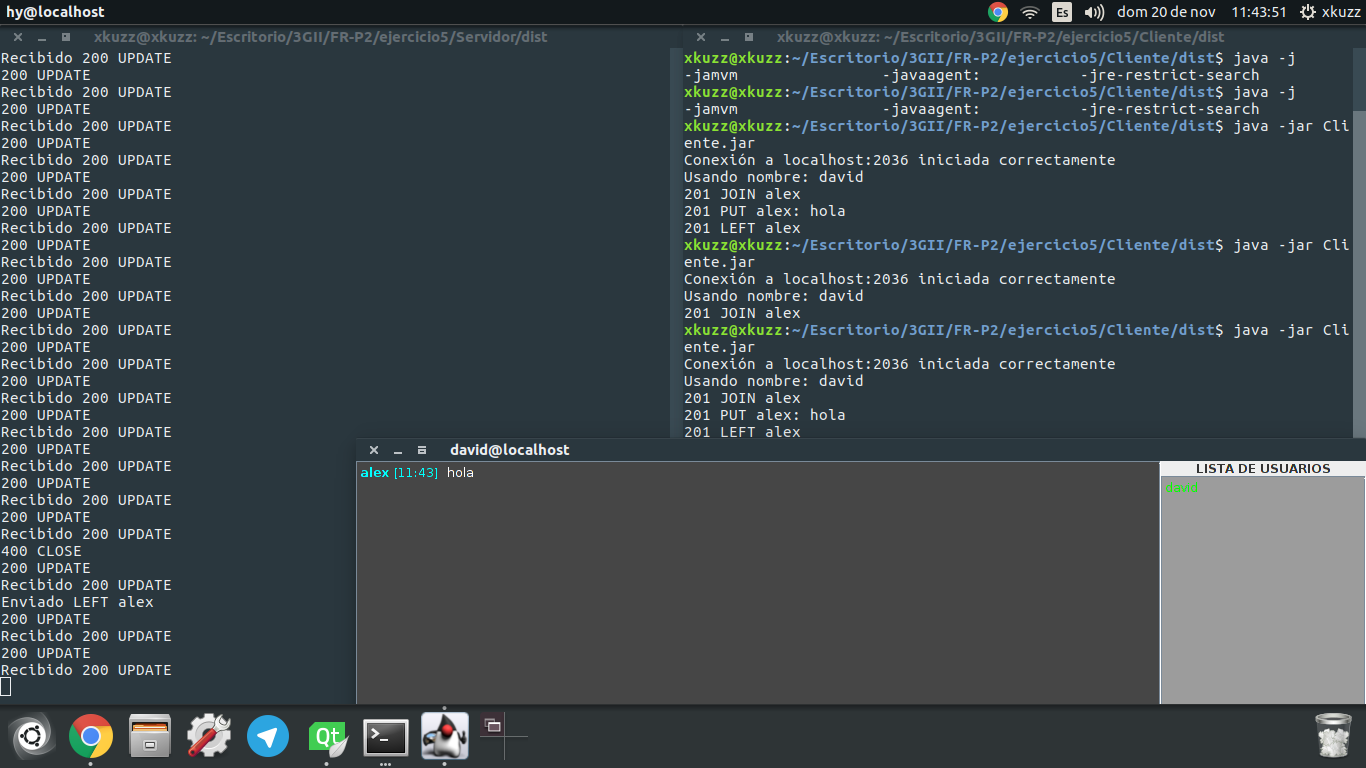 hy@localhost
Es
dom 20 de nov
11:43:51
xkuzz
xkuzz@xkuzz: ~/Escritorio/3GII/FR-P2/ejercicio5/Servidor/dist
Recibido 200 UPDATE
200 UPDATE
Recibido 200 UPDATE
200 UPDATE
Recibido 200 UPDATE
200 UPDATE
Recibido 200 UPDATE
200 UPDATE
Recibido 200 UPDATE
200 UPDATE
Recibido 200 UPDATE
200 UPDATE
Recibido 200 UPDATE
200 UPDATE
Recibido 200 UPDATE
200 UPDATE
Recibido 200 UPDATE
200 UPDATE
Recibido 200 UPDATE
200 UPDATE
Recibido 200 UPDATE
200 UPDATE
Recibido 200 UPDATE
200 UPDATE
Recibido 200 UPDATE
200 UPDATE
Recibido 200 UPDATE
200 UPDATE
Recibido 200 UPDATE
400 CLOSE
200 UPDATE
Recibido 200 UPDATE
Enviado LEFT alex
200 UPDATE
Recibido 200 UPDATE
200 UPDATE
Recibido 200 UPDATE
xkuzz@xkuzz: ~/Escritorio/3GII/FR-P2/ejercicio5/Cliente/dist
xkuzz@xkuzz:~/Escritorio/3GII/FR-P2/ejercicio5/Cliente/dist$ java -j
-jamvm -javaagent: -jre-restrict-search
xkuzz@xkuzz:~/Escritorio/3GII/FR-P2/ejercicio5/Cliente/dist$ java -j
-jamvm -javaagent: -jre-restrict-search
xkuzz@xkuzz:~/Escritorio/3GII/FR-P2/ejercicio5/Cliente/dist$ java -jar Cli
ente.jar
Conexión a localhost:2036 iniciada correctamente
Usando nombre: david
201 JOIN alex
201 PUT alex: hola
201 LEFT alex
xkuzz@xkuzz:~/Escritorio/3GII/FR-P2/ejercicio5/Cliente/dist$ java -jar Cli
ente.jar
Conexión a localhost:2036 iniciada correctamente
Usando nombre: david
201 JOIN alex
xkuzz@xkuzz:~/Escritorio/3GII/FR-P2/ejercicio5/Cliente/dist$ java -jar Cli
ente.jar
Conexión a localhost:2036 iniciada correctamente
Usando nombre: david
201 JOIN alex
201 PUT alex: hola
201 LEFT alex
david@localhost
alex [11:43] hola
LISTA DE USUARIOS
david
Qt